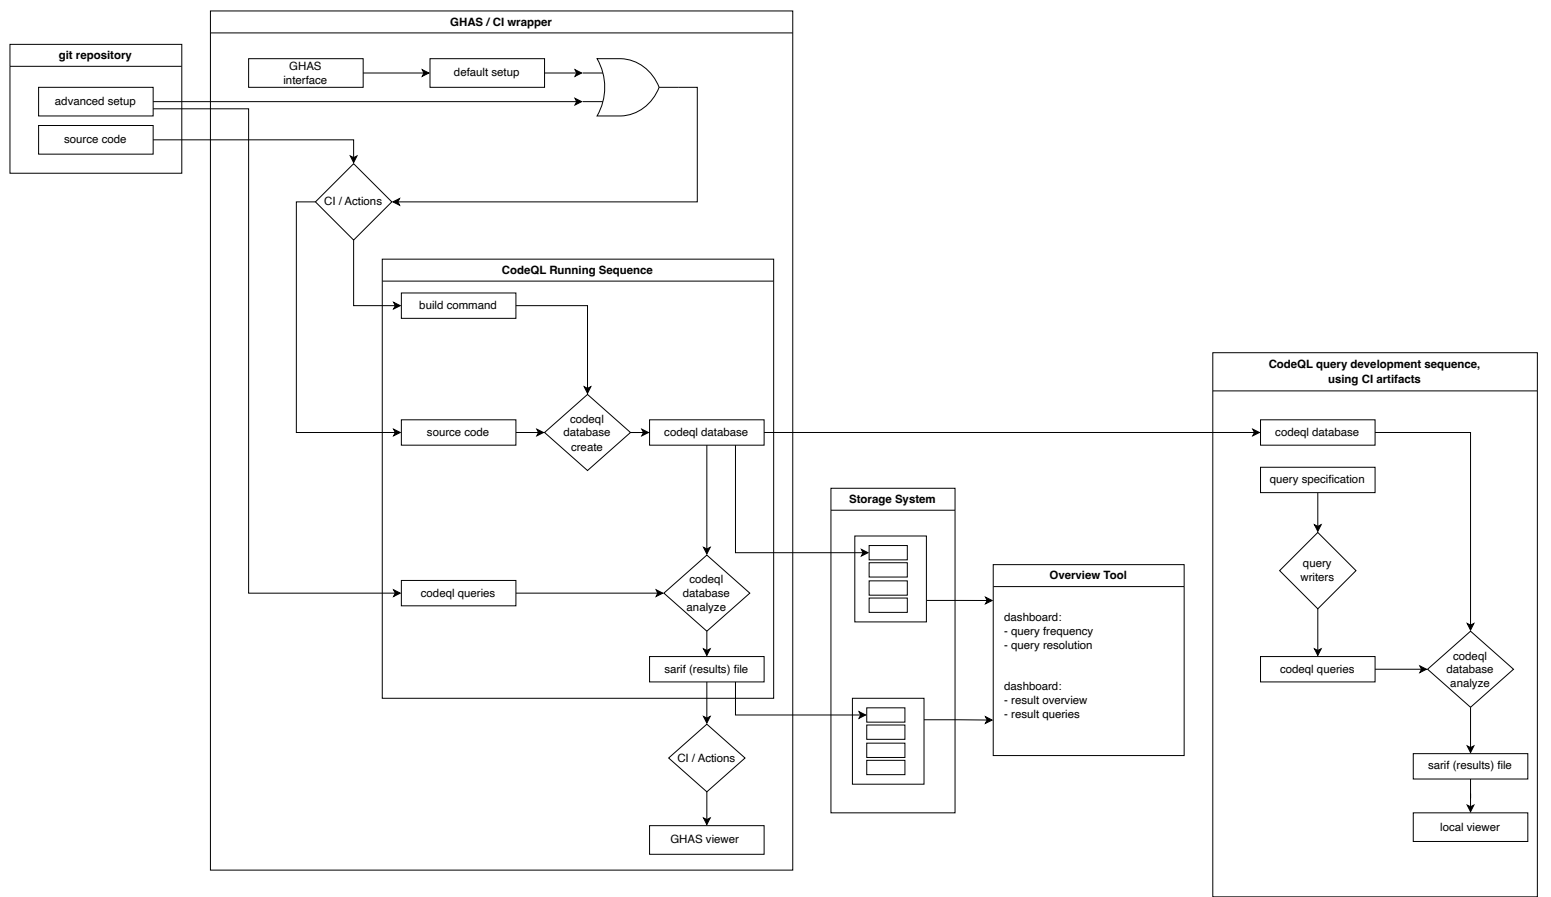 GHAS / CI wrapper
git repository
advanced setup
source code
GHAS
interface
default setup
CI / Actions
CodeQL Running Sequence
build command
source code
codeql
database
create
codeql database
codeql queries
codeql
database
analyze
sarif (results) file
CI / Actions
GHAS viewer
Storage System
Overview Tool
dashboard:
- query frequency
- query resolution
dashboard:
- result overview
- result queries
CodeQL query development sequence,
using CI artifacts
codeql database
query specification
query
writers
codeql queries
codeql
database
analyze
sarif (results) file
local viewer